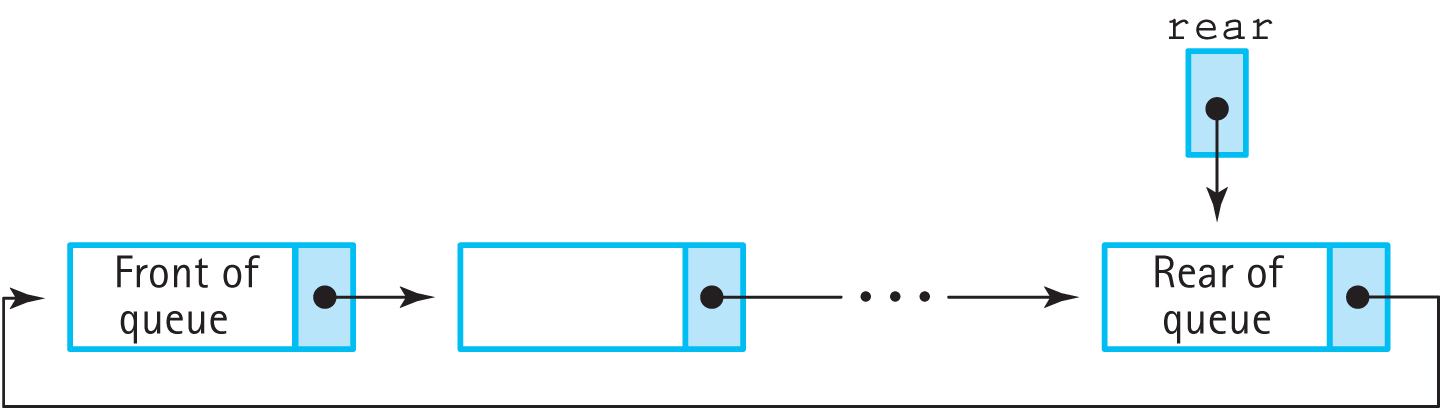 rear
Front of
queue
Rear of
queue